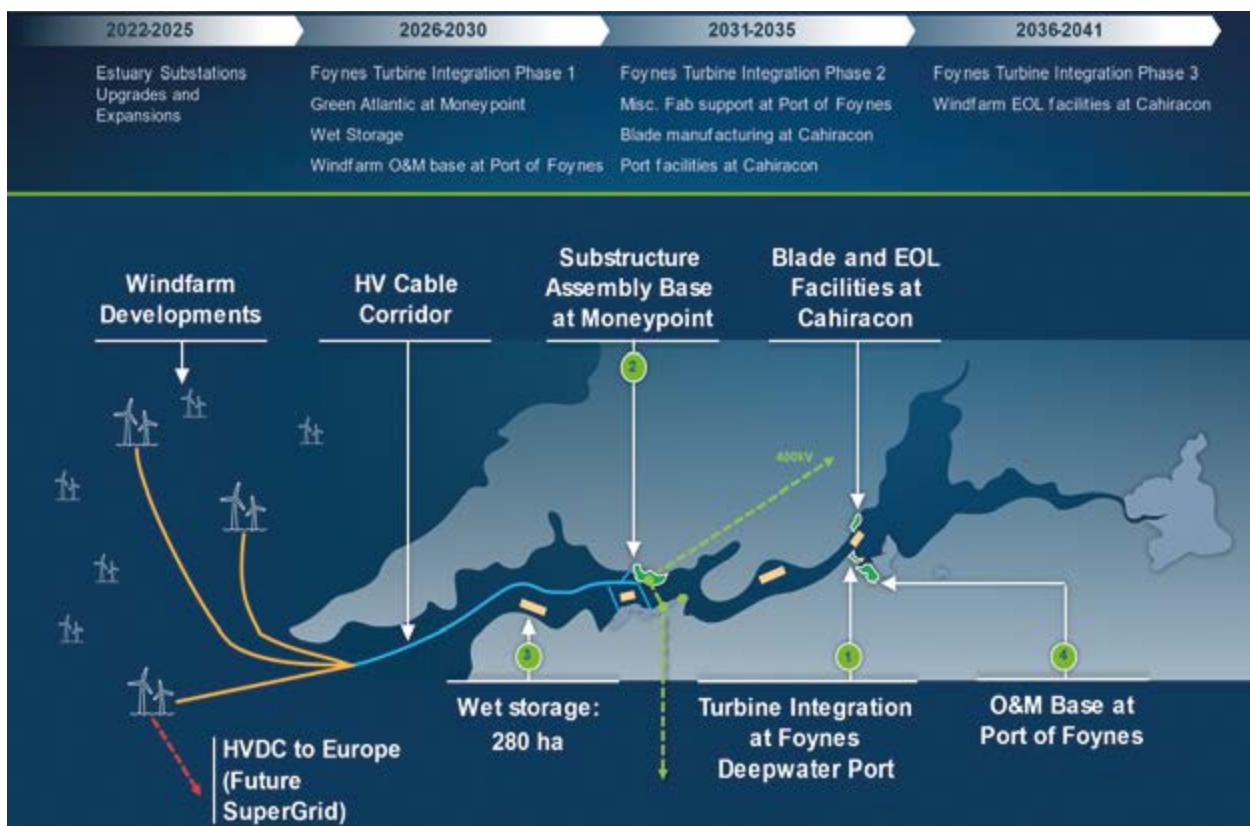 2022-2025
2026-2030
2031-2035
2036-2041
Estuary Substations
Upgrades and
Expansions
Foynes Turbine Integration Phase 1
Green Atlantic at Moneypoint
Wet Storage
Windfarm O&M base at Port of Foynes
Foynes Turbine Integration Phase 2
Misc. Fab support at Port of Foynes
Blade manufacturing at Cahiracon
Port facilities at Cahiracon
Foynes Turbine Integration Phase 3
Windfarm EOL facilities at Cahiracon
Windfarm
Developments
HV Cable
Corridor
Substructure
Assembly Base
at Moneypoint
Blade and EOL
Facilities at
Cahiracon
2
400kV
3
1
4
Wet storage:
280 ha
Turbine Integration
at Foynes
Deepwater Port
O&M Base at
Port of Foynes
HVDC to Europe
(Future
SuperGrid)